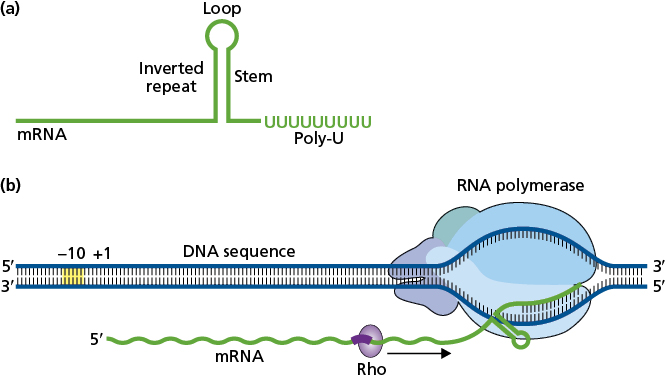 (a)
Loop
Inverted
repeat
Stem
mRNA
UUUUUUUUU
Poly-U
(b)
RNA polymerase
−10 +1
DNA sequence
5′
3′
3′
5′
5′
mRNA
Rho